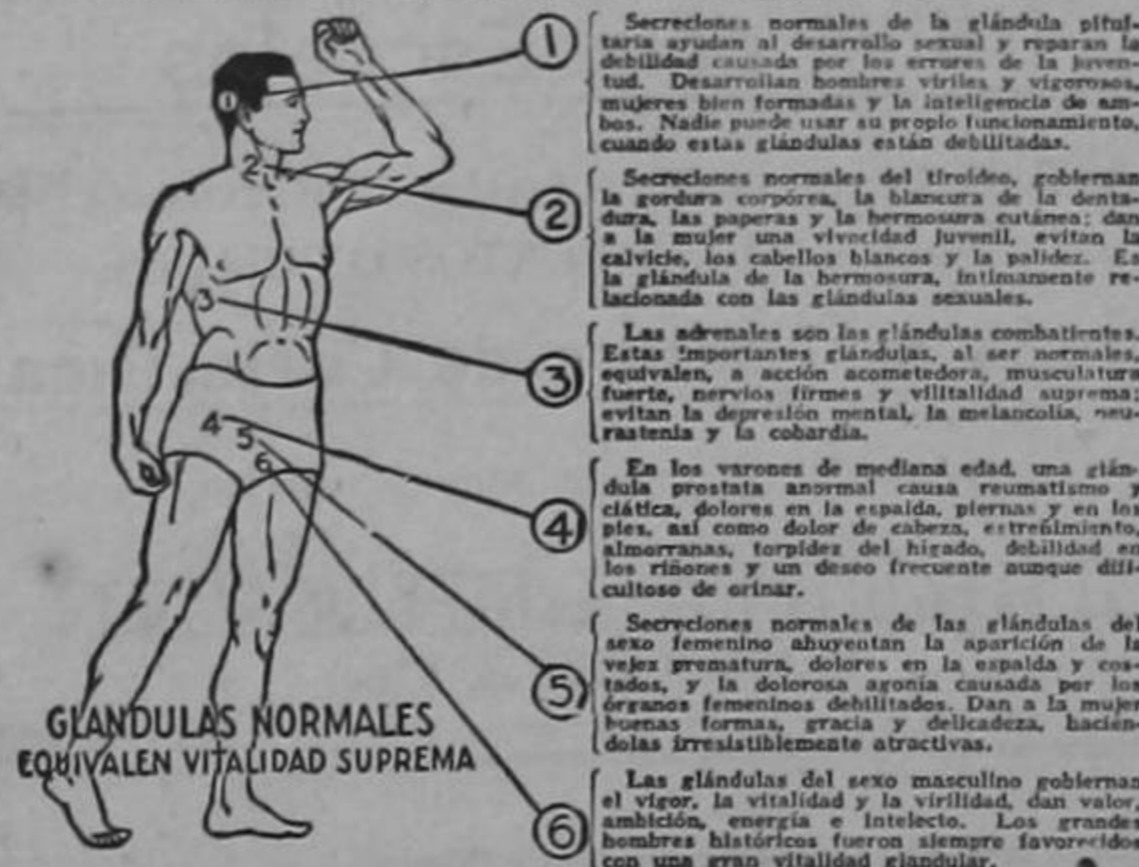 1
Secreciones normales de la glándula pitui-
taria ayudan al desarrollo sexual y reparan la
debilidad causada por los errores de la juven-
tud. Desarrollan hombres viriles y vigorosos,
mujeres bien formadas y la inteligencia de am-
bos. Nadie puede usar su propio funcionamiento,
cuando estas glándulas están debilitadas.
2
Secreciones normales del tiroideo, gobiernan
la gordura corpórea, la blancura de la denta-
dura, las paperas y la hermosura cutánea; dan
a la mujer una vivecidad juvenil, evitan la
calvicie, los cabellos blancos y la palidez. Es
la glándula de la hermosura, íntimamente re-
lacionada con las glándulas sexuales.
3
Las adrenales son las glándulas combatientes.
Estas importantes glándulas, al ser normales,
equivalen, a acción acometedora, musculatura
fuerte, nervios firmes y vilitalidad suprema;
evitan la depresión mental, la melancolía, neu-
rastenia y la cobardía.
4
En los varones de mediana edad, una glán-
dula prostata anormal causa reumatismo y
ciática, dolores en la espalda, piernas y en los
pies, así como dolor de cabeza, estreñimiento,
almorranas, torpidez del hígado, debilidad en
los riñones y un deseo frecuente aunque difi-
cultoso de orinar.
5
Secreciones normales de las glándulas del
sexo femenino ahuyentan la aparición de la
vejez prematura, dolores en la espalda y cos-
tados, y la dolorosa agonía causada por los
órganos femeninos debilitados. Dan a la mujer
buenas formas, gracia y delicadeza, hacién-
dolas irresistiblemente atractivas.
6
Las glándulas del sexo masculino gobiernan
el vigor, la vitalidad y la virilidad, dan valor,
ambición, energía e intelecto. Los grandes
hombres históricos fueron siempre favorecidos
con una gran vitalidad glandular.
1
2
3
4
5
6
GLANDULAS NORMALES
EQUIVALEN VITALIDAD SUPREMA